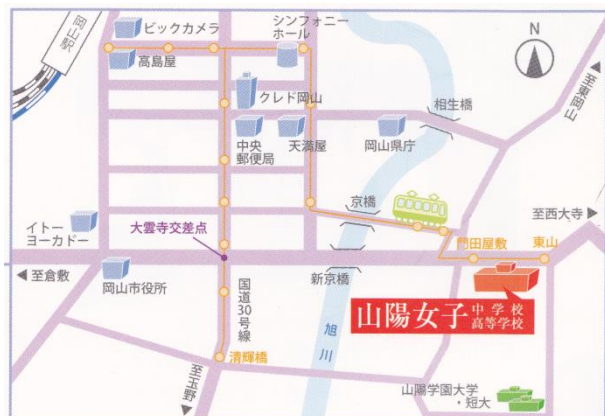 ビックカメラ
シンフォニー
ホール
N
岡山駅
高島屋
至東岡山
クレド岡山
相生橋
中央
郵便局
天満屋
岡山県庁
京橋
至西大寺
イトー
ヨーカドー
大雲寺交差点
門田屋敷
東山
至倉敷
岡山市役所
新京橋
国道30号線
山陽女子 中学校
高等学校
旭川
清輝橋
至玉野
山陽学園大学
・短大